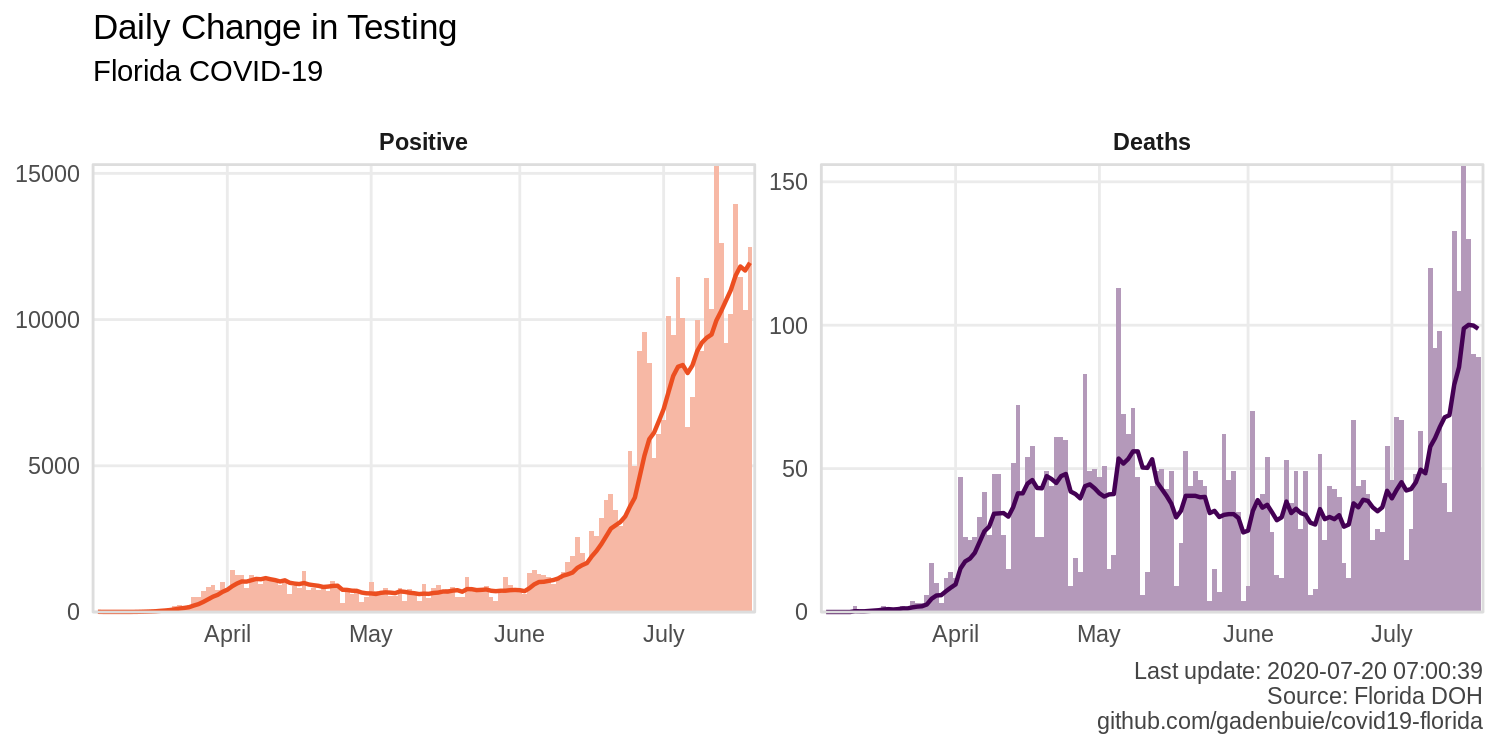 Daily Change in Testing
Florida COVID-19
Positive
15000
10000
5000
0
April May June July
Deaths
150
100
50
0
April May June July
Last update: 2020-07-20 07:00:39
Source: Florida DOH
github.com/gadenbuie/covid19-florida